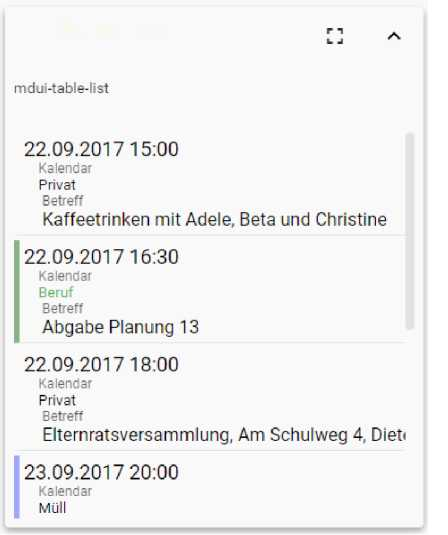 mdui-table-list
22.09.2017 15:00
Kalendar
Privat
Betreff
Kaffeetrinken mit Adele, Beta und Christine
22.09.2017 16:30
Kalendar
Beruf
Betreff
Abgabe Planung 13
22.09.2017 18:00
Kalendar
Privat
Betreff
Elternratsversammlung, Am Schulweg 4,
23.09.2017 20:00
Kalendar
Müll